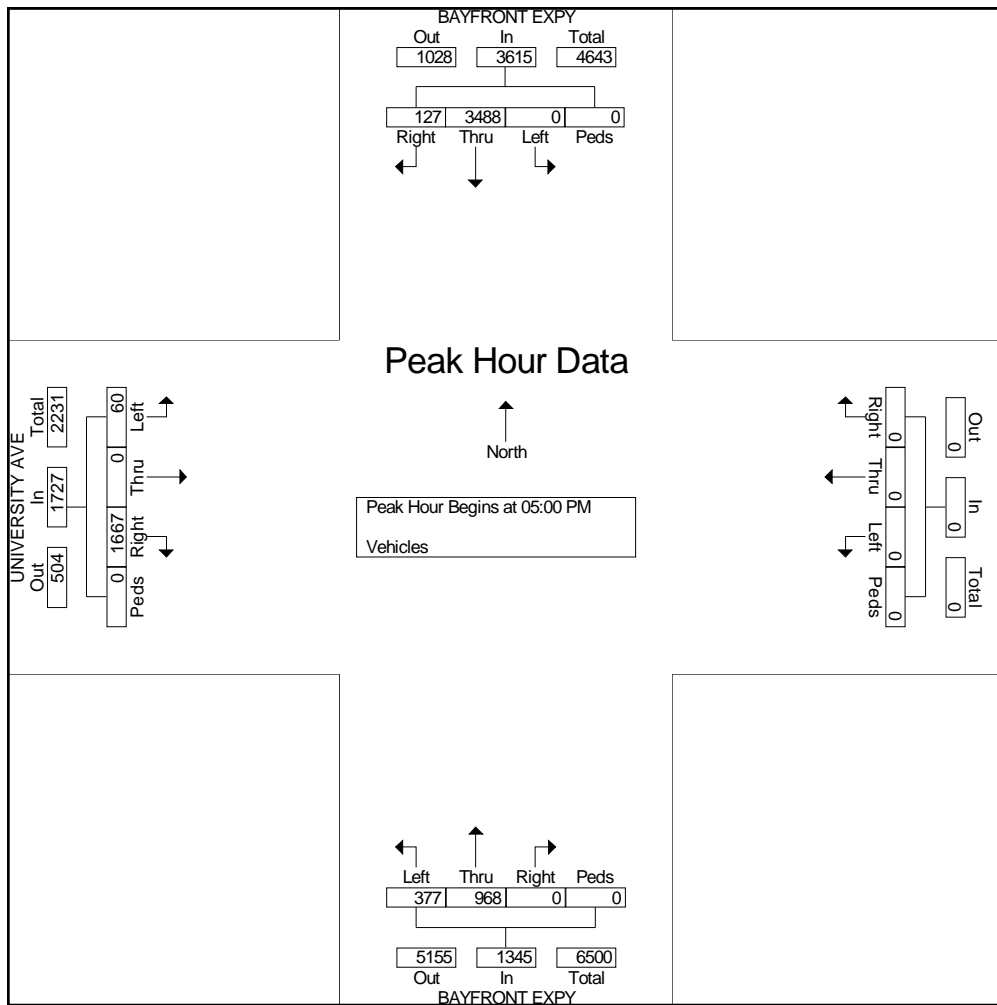 BAYFRONT EXPY
Out In Total
1028 3615 4643
127 3488 0 0
Right Thru Left Peds
Peak Hour Data
North
Peak Hour Begins at 05:00 PM
Vehicles
UNIVERSITY AVE
Out In Total
504 1727 2231
0 1667 0 60
Peds Right Thru Left
Right Thru Left Peds
0 0 0 0
Out In Total
0 0 0
Left Thru Right Peds
377 968 0 0
5155 1345 6500
Out In Total
BAYFRONT EXPY